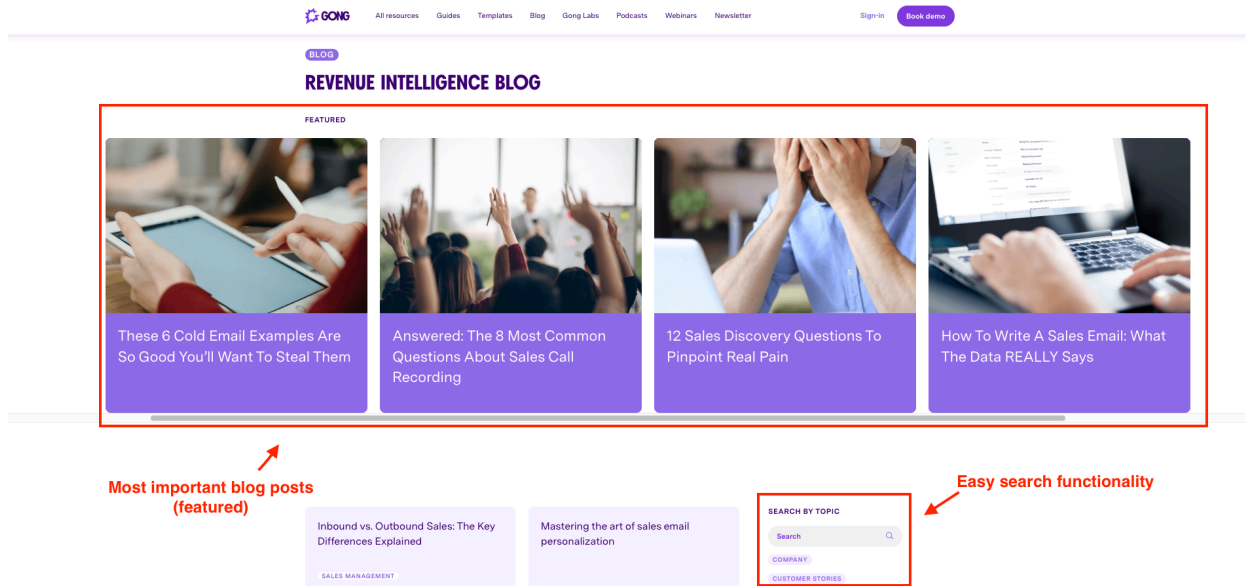 GONG
All resources
Guides
Templates
Blog
Gong Labs
Podcasts
Webinars
Newsletter
Sign-In
Book demo
BLOG
REVENUE INTELLIGENCE BLOG
FEATURED
These 6 Cold Email Examples Are
So Good You'll Want To Steal Them
Answered: The 8 Most Common
Questions About Sales Call
Recording
12 Sales Discovery Questions To
Pinpoint Real Pain
How To Write A Sales Email: What
The Data REALLY Says
Most important blog posts
(featured)
Easy search functionality
Inbound vs. Outbound Sales: The Key
Differences Explained
SALES MANAGEMENT
Mastering the art of sales email
personalization
SEARCH BY TOPIC
Search
COMPANY
CUSTOMER STORIES